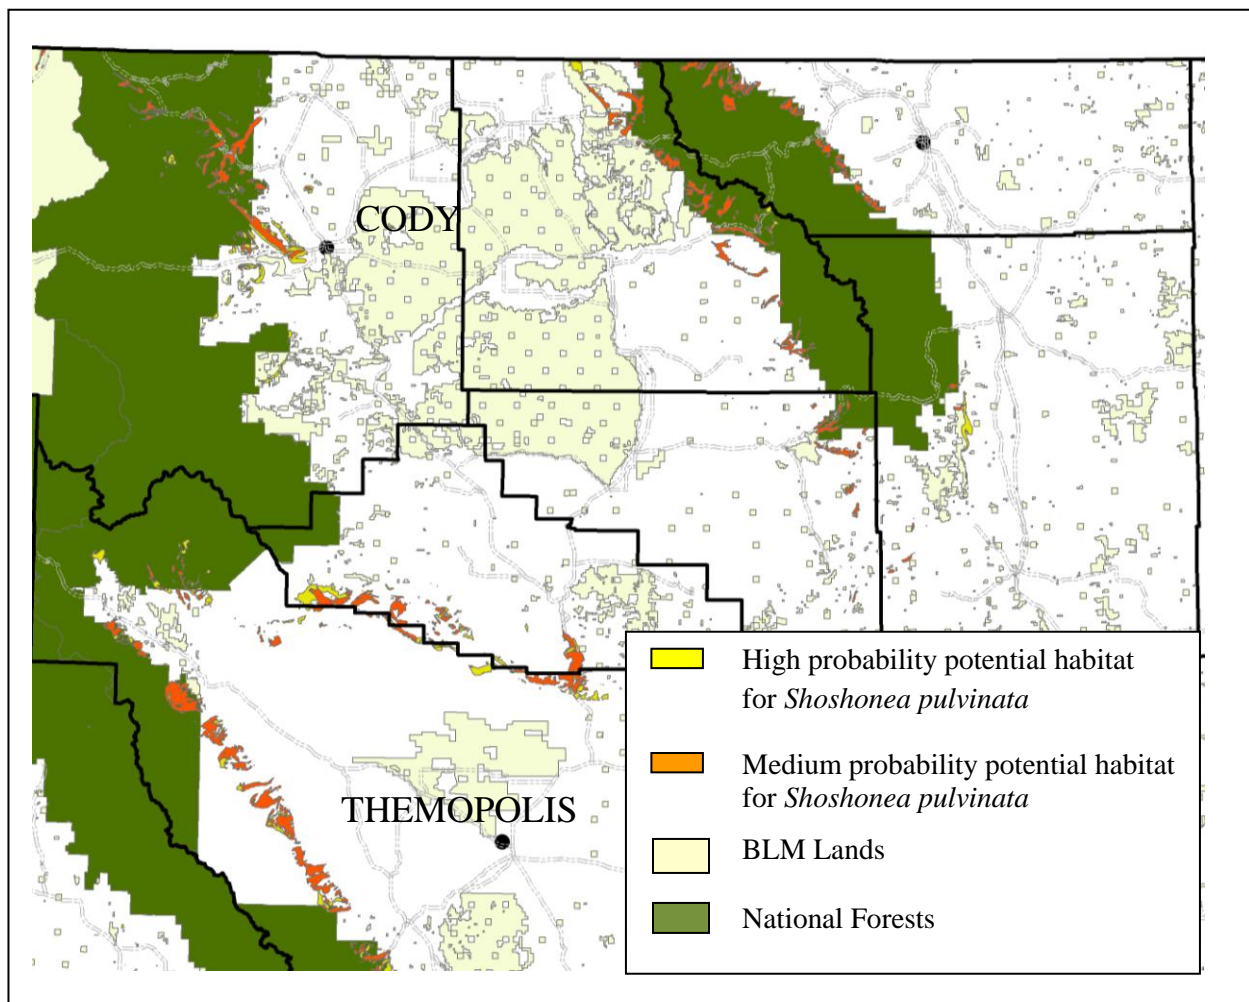 CODY
THEMOPOLIS
High probability potential habitat
for Shoshonea pulvinata
Medium probability potential habitat
for Shoshonea pulvinata
BLM Lands
National Forests